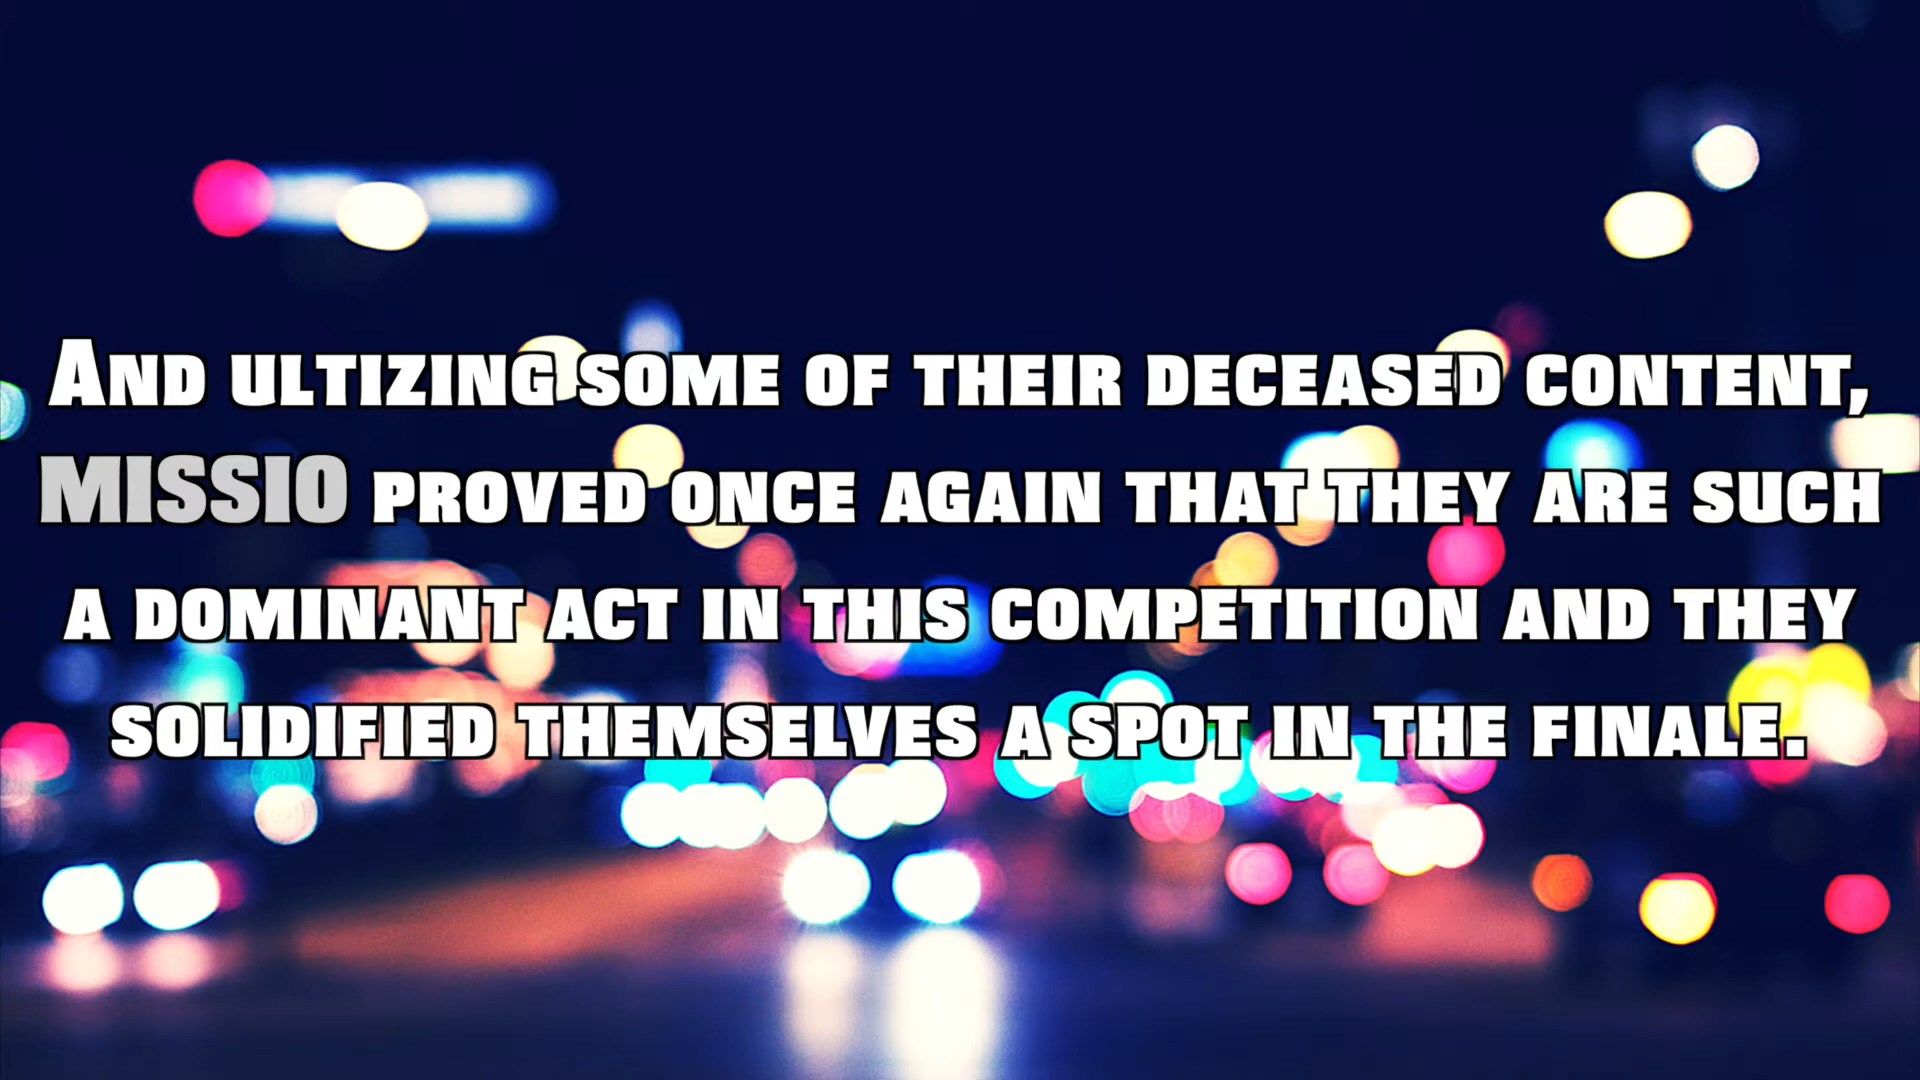 And ultizing some of their deceased content,
MISSIO proved once again that they are such
a dominant act in this competition and they
solidified themselves a spot in the finale.